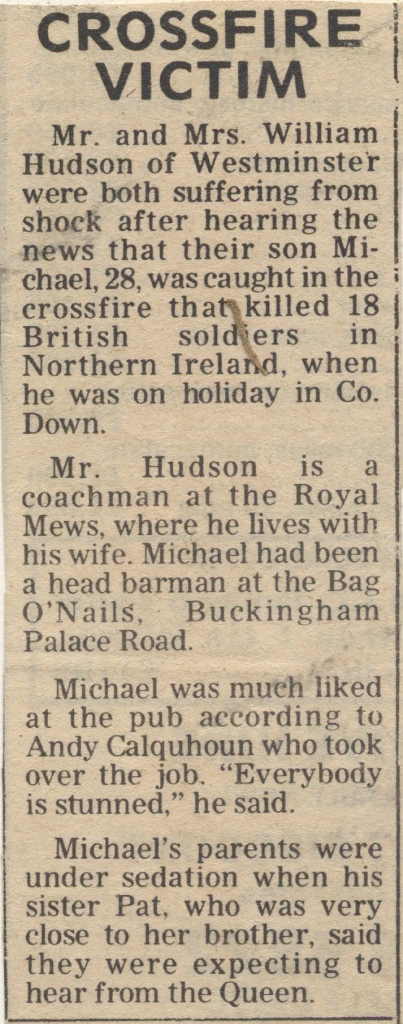 CROSSFIRE
VICTIM
Mr. and Mrs. William
Hudson of Westminster
were both suffering from
shock after hearing the
news that their son Mi-
chael, 28, was caught in the
crossfire that killed 18
British soldiers in
Northern Ireland, when
he was on holiday in Co.
Down.
Mr. Hudson is a
coachman at the Royal
Mews, where he lives with
his wife. Michael had been
a head barman at the Bag
O'Nails, Buckingham
Palace Road.
Michael was much liked
at the pub according to
Andy Calquhoun who took
over the job. "Everybody
is stunned," he said.
Michael's parents were
under sedation when his
sister Pat, who was very
close to her brother, said
they were expecting to
hear from the Queen.